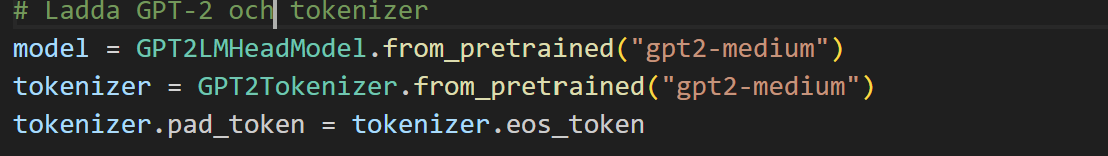 # Ladda GPT-2 och tokenizer
model = GPT2LMHeadModel.from_pretrained("gpt2-medium")
tokenizer = GPT2Tokenizer.from_pretrained("gpt2-medium")
tokenizer.pad_token = tokenizer.eos_token